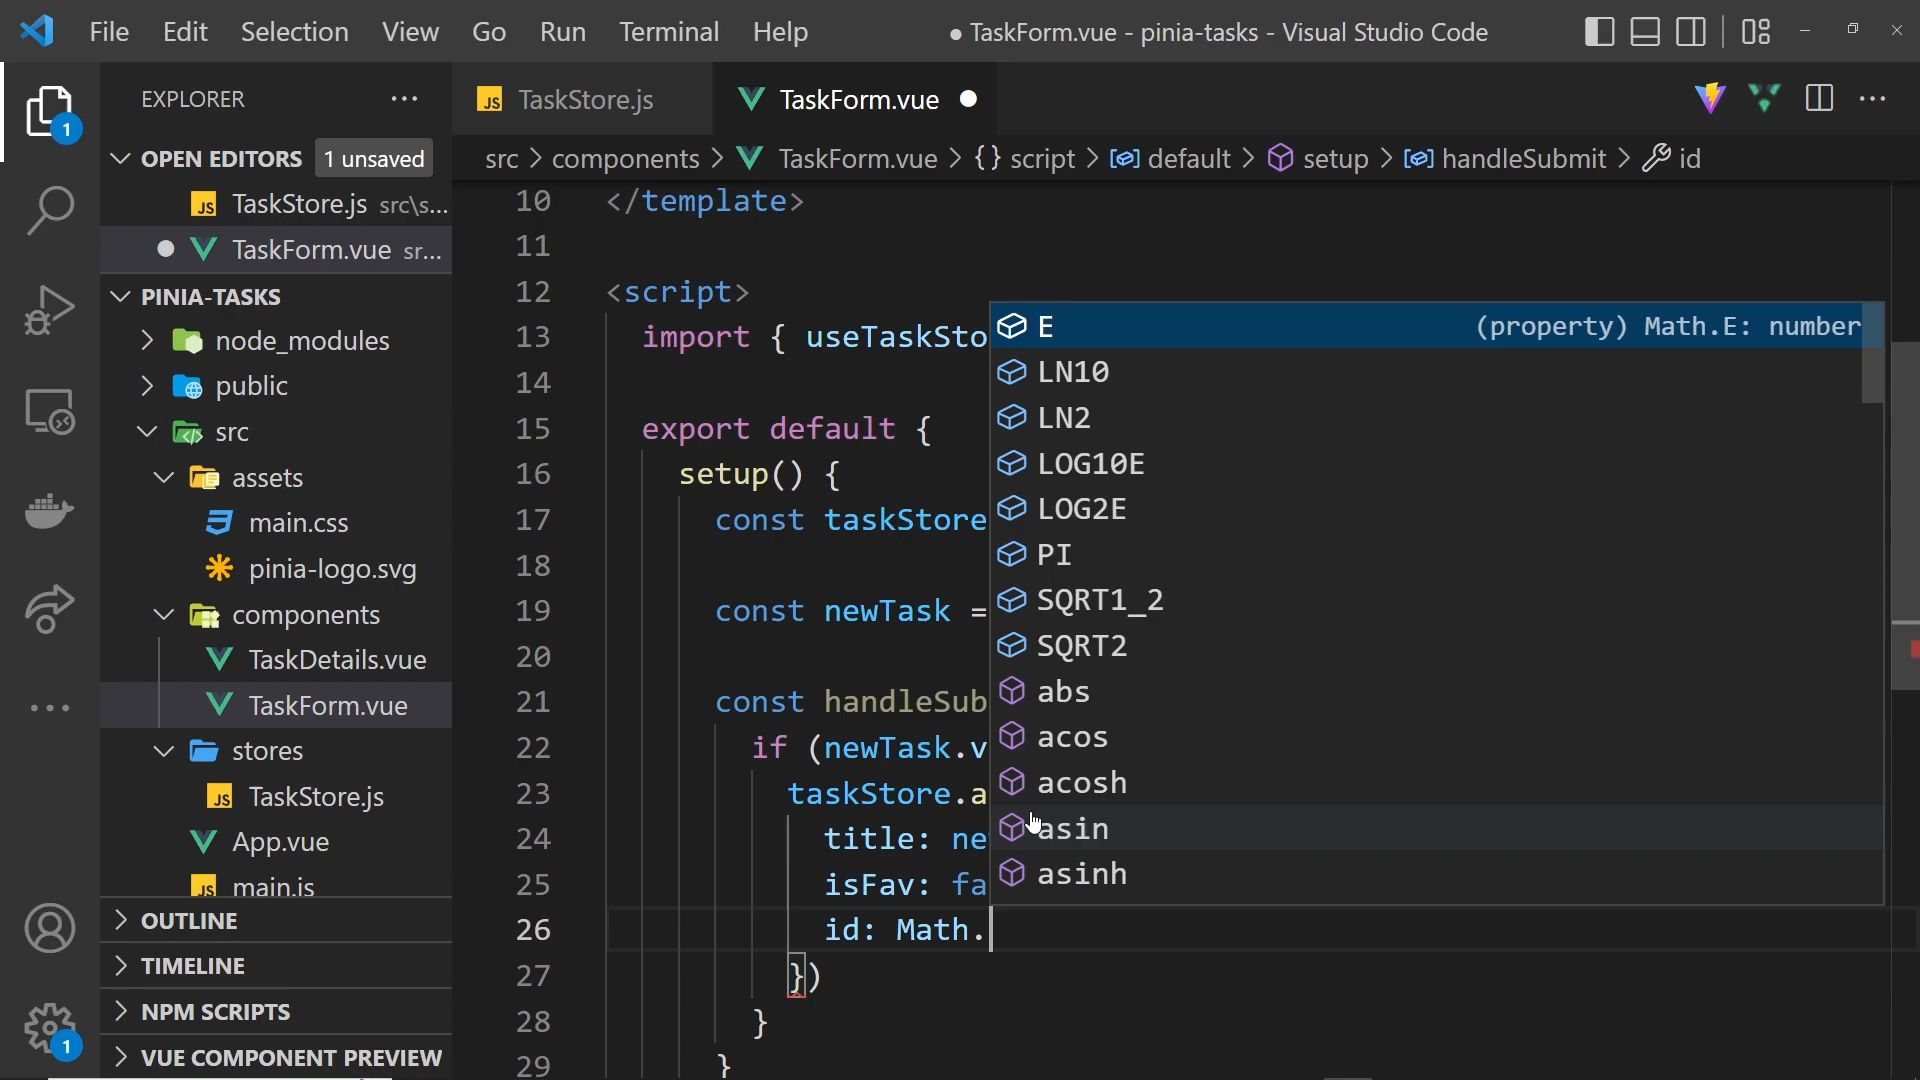 File Edit Selection View Go Run Terminal Help ● TaskForm.vue - pinia-tasks - Visual Studio Code
EXPLORER ···
JS TaskStore.js TaskForm.vue ●
OPEN EDITORS 1 unsaved
src > components > TaskForm.vue > {} script > default > setup > handleSubmit > id
JS TaskStore.js src\s...
● TaskForm.vue sr...
PINIA-TASKS
node_modules
public
src
assets
main.css
pinia-logo.svg
components
TaskDetails.vue
TaskForm.vue
stores
JS TaskStore.js
App.vue
JS main.js
OUTLINE
TIMELINE
NPM SCRIPTS
VUE COMPONENT PREVIEW
1
1
10 </template>
11
12 <script>
13 import { useTaskSto
14
15 export default {
16 setup() {
17 const taskStore
18
19 const newTask =
20
21 const handleSub
22 if (newTask.v
23 taskStore.a
24 title: ne
25 isFav: fa
26 id: Math.
27 })
28 }
29 }
E (property) Math.E: number
LN10
LN2
LOG10E
LOG2E
PI
SQRT1_2
SQRT2
abs
acos
acosh
asin
asinh